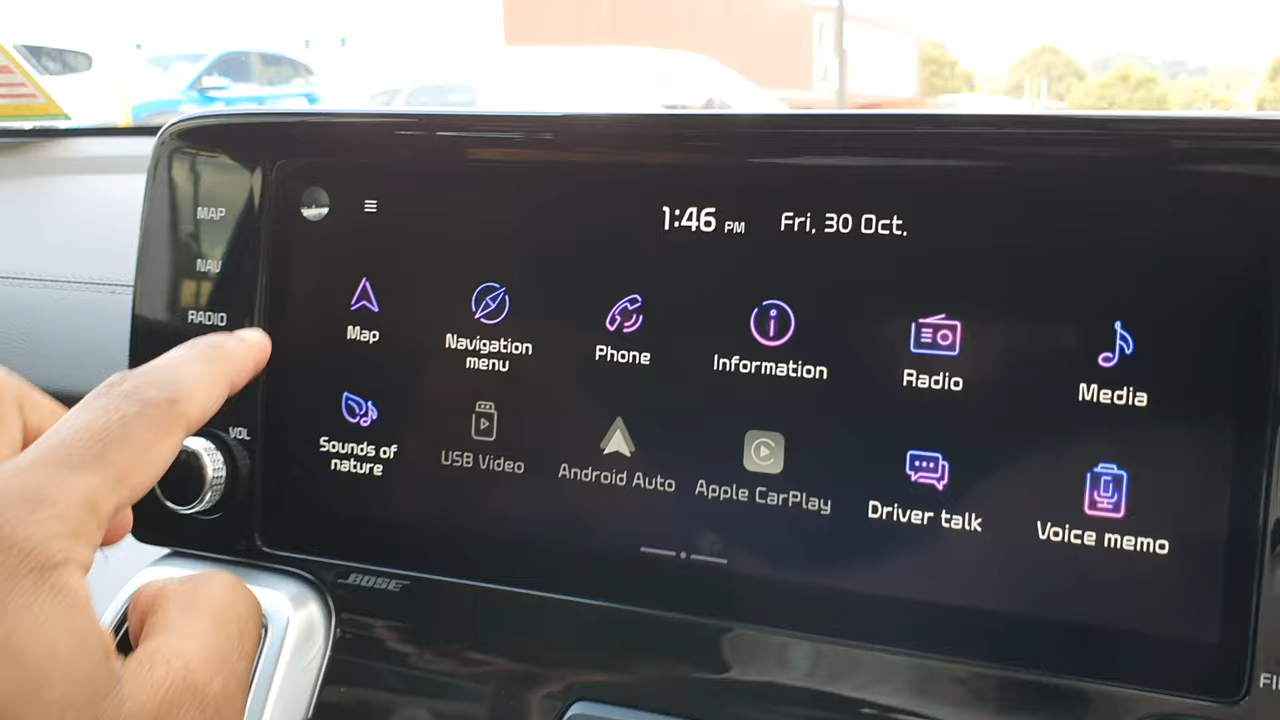 MAP
NAV
RADIO
VOL
1:46 PM Fri, 30 Oct.
Map
Navigation
menu
Phone
Information
Radio
Media
Sounds of
nature
USB Video
Android Auto
Apple CarPlay
Driver talk
Voice memo
BOSE